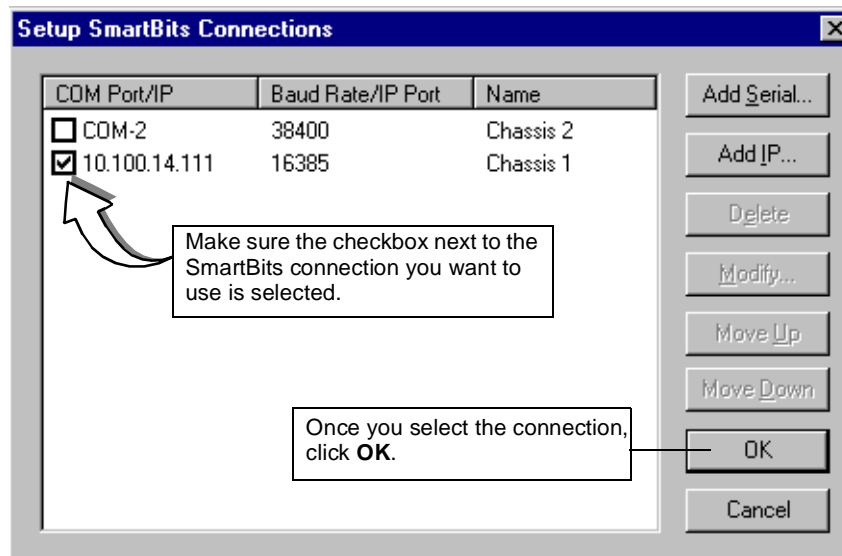 Setup SmartBits Connections
COM Port/IP Baud Rate/IP Port Name
COM-2 38400 Chassis 2
10.100.14.111 16385 Chassis 1
Make sure the checkbox next to the
SmartBits connection you want to
use is selected.
Once you select the connection,
click OK.
Add Serial...
Add IP...
Delete
Modify...
Move Up
Move Down
OK
Cancel